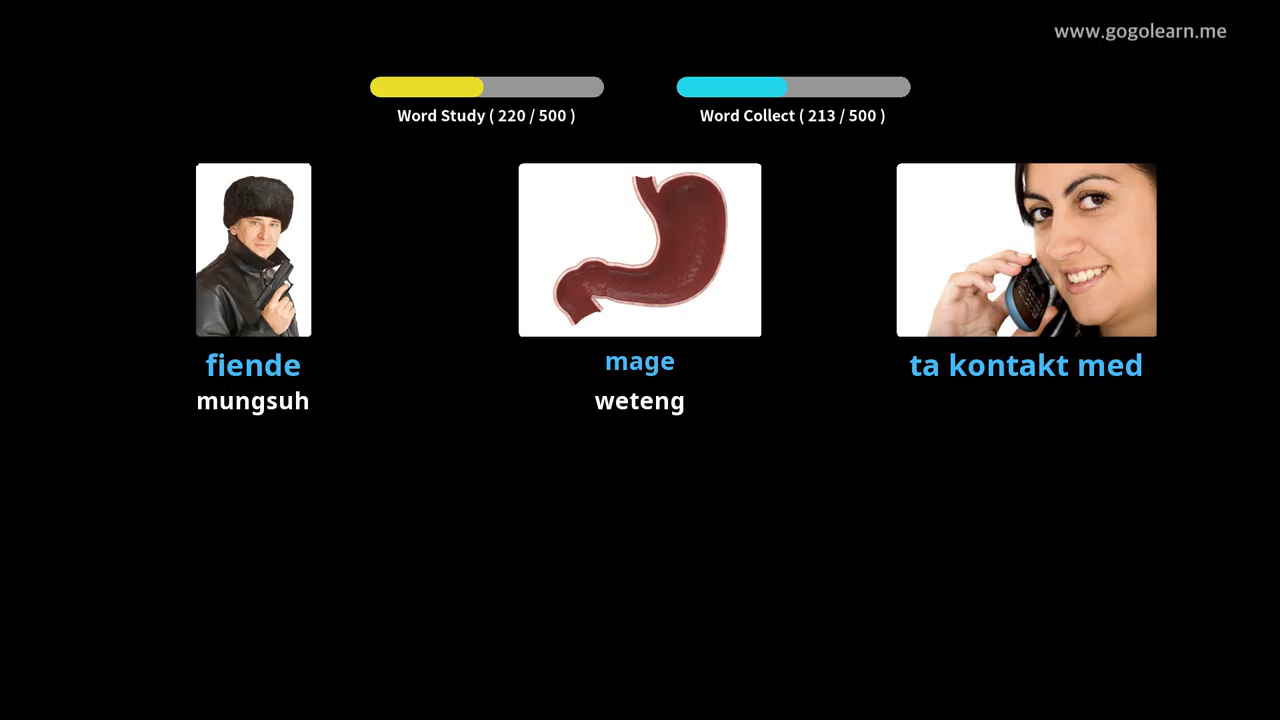 www.gogolearn.me
Word Study ( 220 / 500 )
Word Collect ( 213 / 500 )
fiende
mungsuh
mage
weteng
ta kontakt med